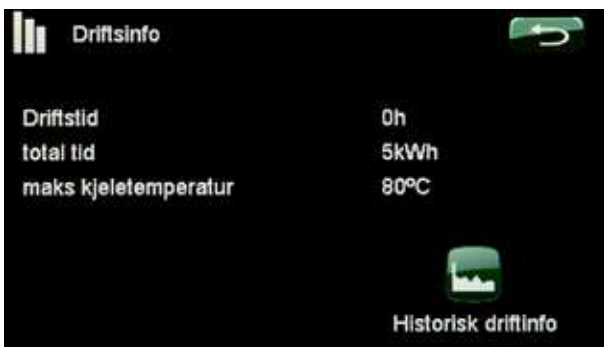 Driftsinfo
Driftstid 0h
total tid 5kWh
maks kjeletemperatur 80ºC
Historisk driftinfo